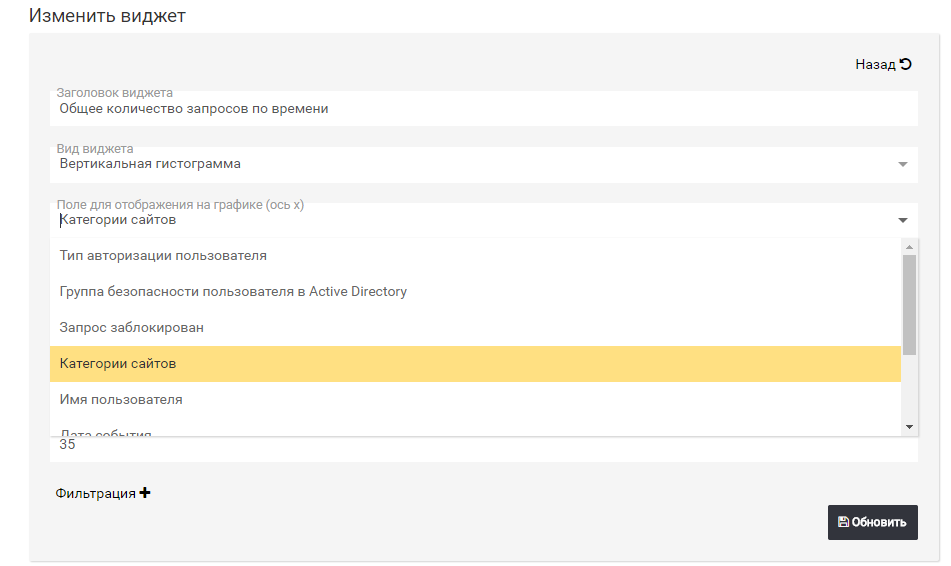 Изменить виджет
Назад
Заголовок виджета
Общее количество запросов по времени
Вид виджета
Вертикальная гистограмма
Поле для отображения на графике (ось x)
Категории сайтов
Тип авторизации пользователя
Группа безопасности пользователя в Active Directory
Запрос заблокирован
Категории сайтов
Имя пользователя
Дата события
35
Фильтрация
Обновить